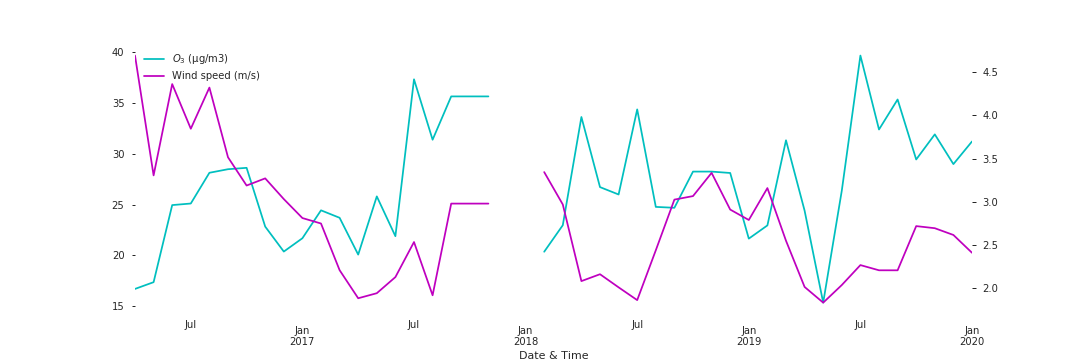 40
35
30
25
20
15
O3 (µg/m3)
Wind speed (m/s)
4.5
4.0
3.5
3.0
2.5
2.0
Jul
Jan
2017
Jul
Jan
2018
Jul
Jan
2019
Jul
Jan
2020
Date & Time